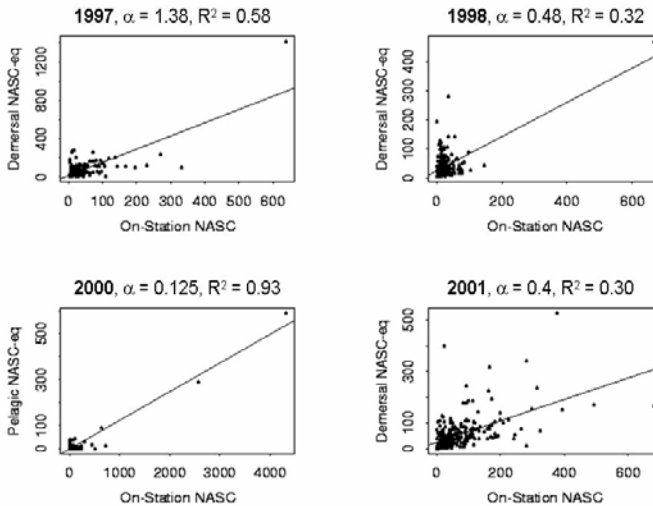 1997, α = 1.38, R² = 0.58
Demersal NASC-eq
0 400 800 1200
0 100 200 300 400 500 600
On-Station NASC
1998, α = 0.48, R² = 0.32
Demersal NASC-eq
0 100 200 300 400
0 200 400 600
On-Station NASC
2000, α = 0.125, R² = 0.93
Pelagic NASC-eq
0 100 300 500
0 1000 2000 3000 4000
On-Station NASC
2001, α = 0.4, R² = 0.30
Demersal NASC-eq
0 100 300 500
0 100 200 300 400 500 600
On-Station NASC